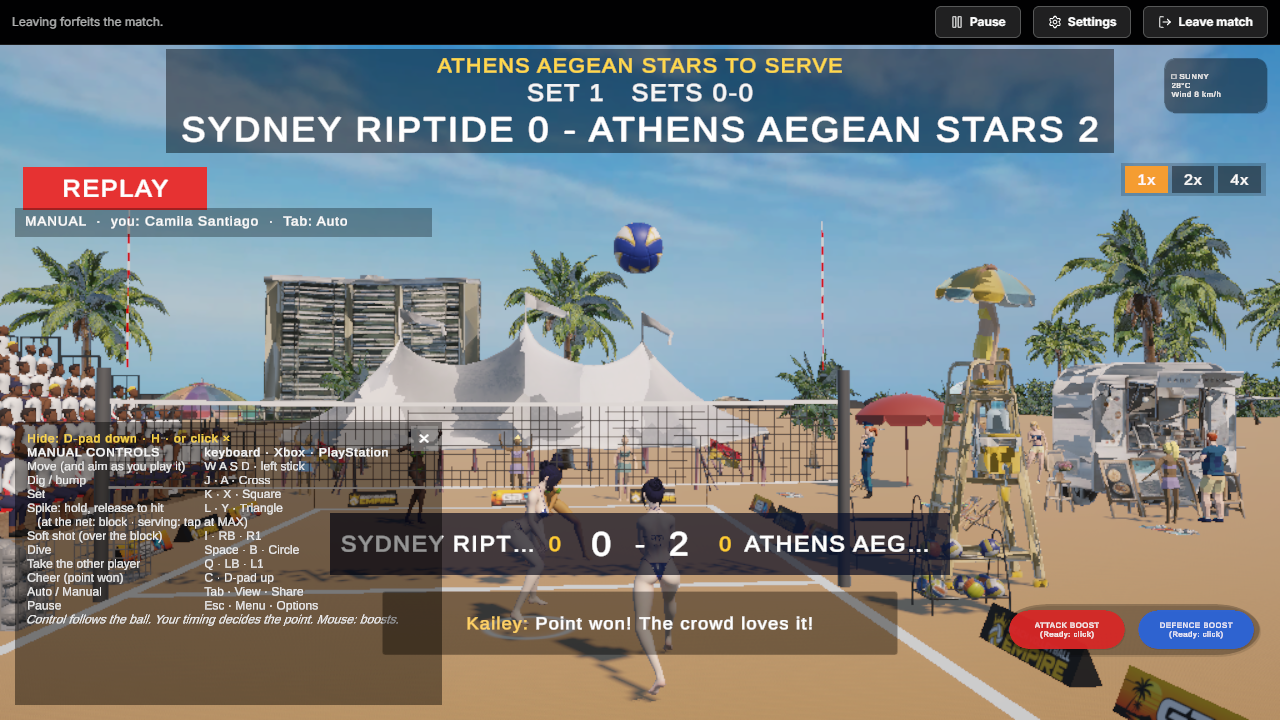 Leaving forfeits the match.
Pause
Settings
Leave match
ATHENS AEGEAN STARS TO SERVE
SET 1 SETS 0-0
SYDNEY RIPTIDE 0 - ATHENS AEGEAN STARS 2
SUNNY
28°C
Wind 8 km/h
REPLAY
1x 2x 4x
MANUAL · you: Camila Santiago · Tab: Auto
Hide: D-pad down · H · or click ×
MANUAL CONTROLS keyboard · Xbox · PlayStation
Move (and aim as you play it) W A S D · left stick
Dig / bump J · A · Cross
Set K · X · Square
Spike: hold, release to hit L · Y · Triangle
(at the net: block · serving: tap at MAX)
Soft shot (over the block) I · RB · R1
Dive Space · B · Circle
Take the other player Q · LB · L1
Cheer (point won) C · D-pad up
Auto / Manual Tab · View · Share
Pause Esc · Menu · Options
Control follows the ball. Your timing decides the point. Mouse: boosts.
SYDNEY RIPT... 0 0 - 2 0 ATHENS AEG...
Kailey: Point won! The crowd loves it!
ATTACK BOOST
(Ready: click)
DEFENCE BOOST
(Ready: click)
EMPIRE